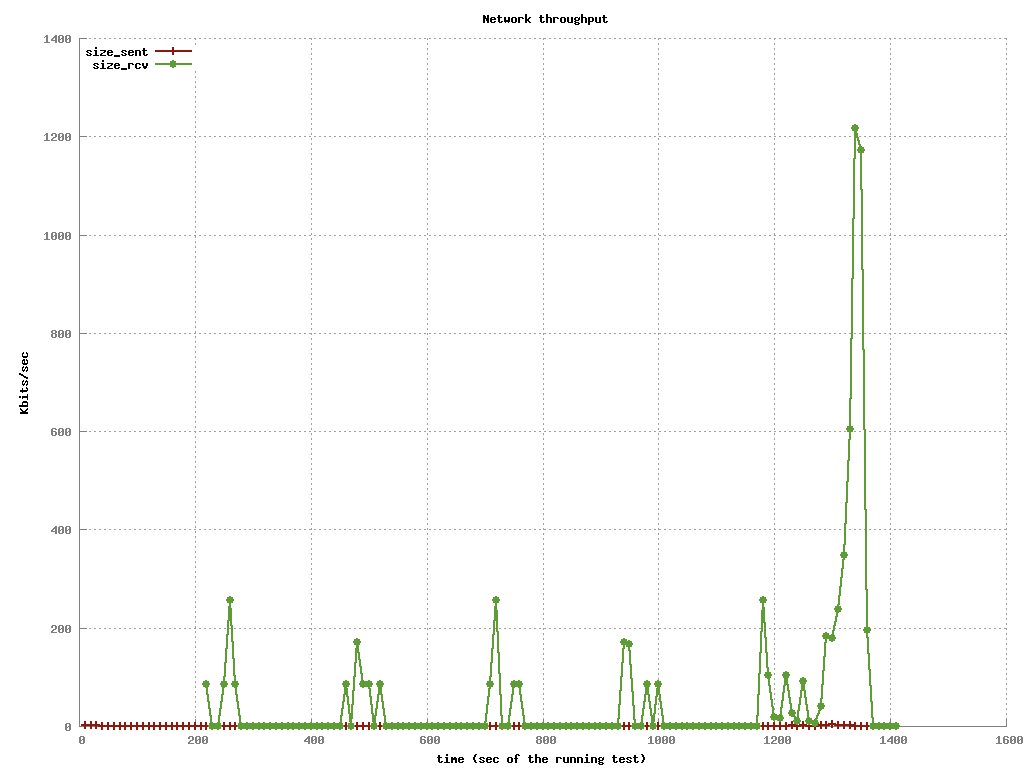 Network throughput
1400
size_sent
size_rcv
1200
1000
800
Kbits/sec
600
400
200
0
0 200 400 600 800 1000 1200 1400 1600
time (sec of the running test)